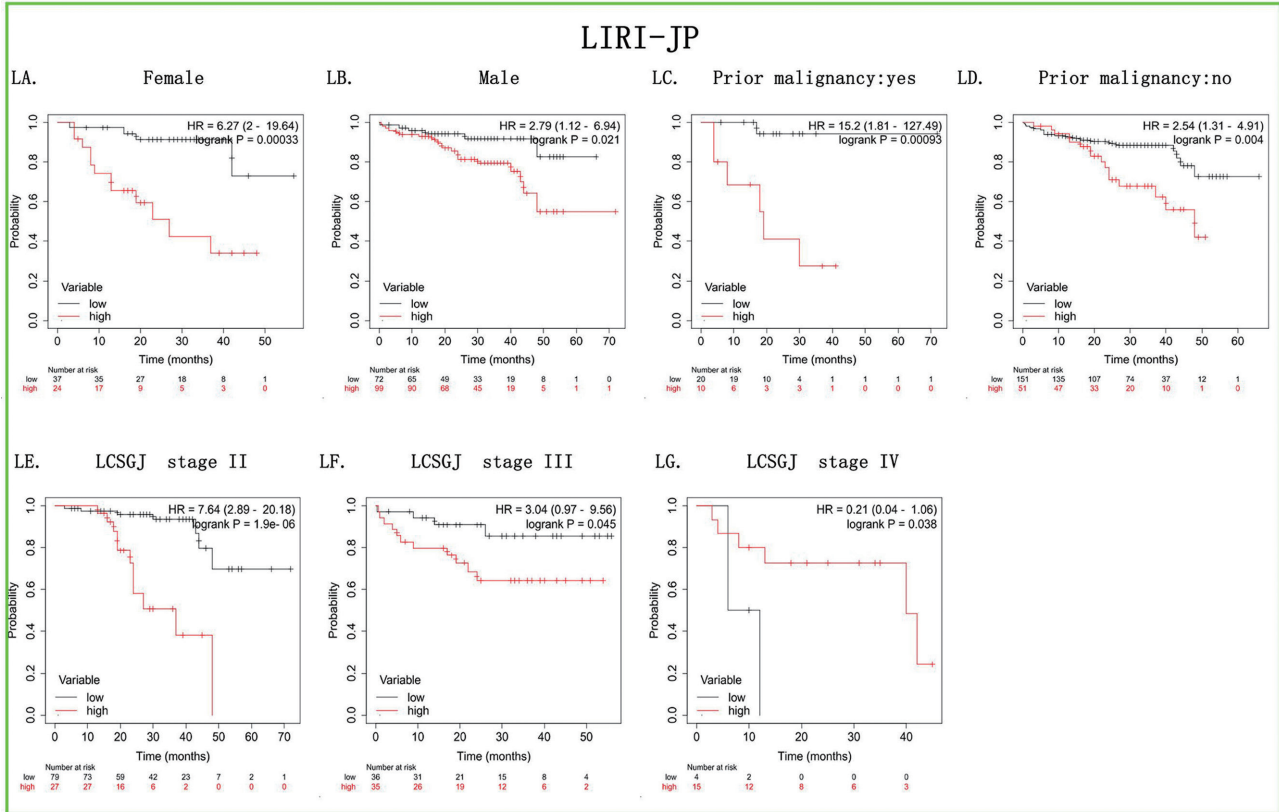 LIRI-JP
LA. Female
HR = 6.27 (2 - 19.64)
logrank P = 0.00033
Probability
1.0
0.8
0.6
0.4
0.2
0.0
Variable
low
high
0 10 20 30 40 50
Time (months)
Number at risk
low 37 35 27 18 8 1
high 24 17 9 5 3 0
LB. Male
HR = 2.79 (1.12 - 6.94)
logrank P = 0.021
Probability
1.0
0.8
0.6
0.4
0.2
0.0
Variable
low
high
0 10 20 30 40 50 60 70
Time (months)
Number at risk
low 72 65 49 33 19 8 1 0
high 99 90 68 45 19 5 1 1
LC. Prior malignancy:yes
HR = 15.2 (1.81 - 127.49)
logrank P = 0.00093
Probability
1.0
0.8
0.6
0.4
0.2
0.0
Variable
low
high
0 10 20 30 40 50 60 70
Time (months)
Number at risk
low 20 19 10 4 1 1 1 1
high 10 6 3 3 1 0 0 0
LD. Prior malignancy:no
HR = 2.54 (1.31 - 4.91)
logrank P = 0.004
Probability
1.0
0.8
0.6
0.4
0.2
0.0
Variable
low
high
0 10 20 30 40 50 60
Time (months)
Number at risk
low 151 135 107 74 37 12 1
high 51 47 33 20 10 1 0
LE. LCSGJ stage II
HR = 7.64 (2.89 - 20.18)
logrank P = 1.9e-06
Probability
1.0
0.8
0.6
0.4
0.2
0.0
Variable
low
high
0 10 20 30 40 50 60 70
Time (months)
Number at risk
low 79 73 59 42 23 7 2 1
high 27 27 16 6 2 0 0 0
LF. LCSGJ stage III
HR = 3.04 (0.97 - 9.56)
logrank P = 0.045
Probability
1.0
0.8
0.6
0.4
0.2
0.0
Variable
low
high
0 10 20 30 40 50
Time (months)
Number at risk
low 36 31 21 15 8 4
high 35 26 19 12 6 2
LG. LCSGJ stage IV
HR = 0.21 (0.04 - 1.06)
logrank P = 0.038
Probability
1.0
0.8
0.6
0.4
0.2
0.0
Variable
low
high
0 10 20 30 40
Time (months)
Number at risk
low 4 2 0 0 0
high 15 12 8 6 3